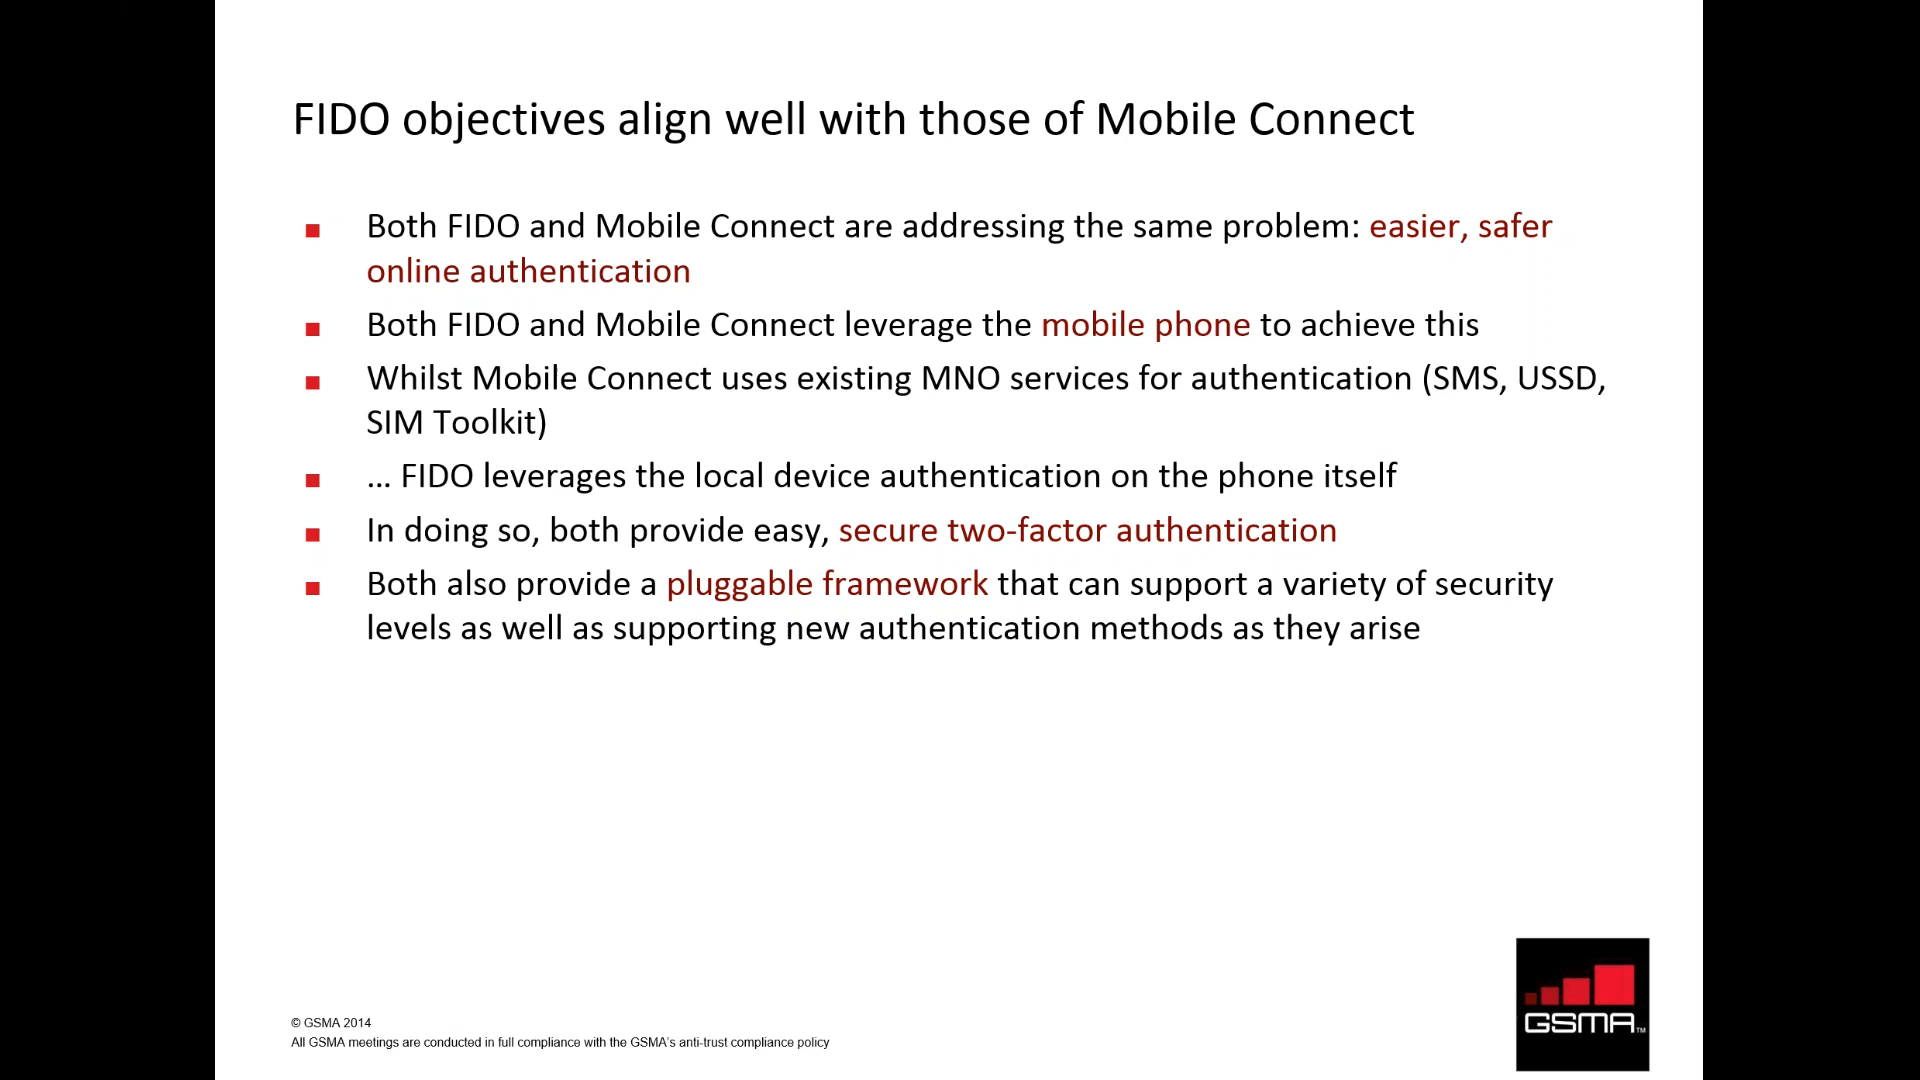 FIDO objectives align well with those of Mobile Connect
■ Both FIDO and Mobile Connect are addressing the same problem: easier, safer
online authentication
■ Both FIDO and Mobile Connect leverage the mobile phone to achieve this
■ Whilst Mobile Connect uses existing MNO services for authentication (SMS, USSD,
SIM Toolkit)
■ … FIDO leverages the local device authentication on the phone itself
■ In doing so, both provide easy, secure two-factor authentication
■ Both also provide a pluggable framework that can support a variety of security
levels as well as supporting new authentication methods as they arise
GSMA™
© GSMA 2014
All GSMA meetings are conducted in full compliance with the GSMA's anti-trust compliance policy